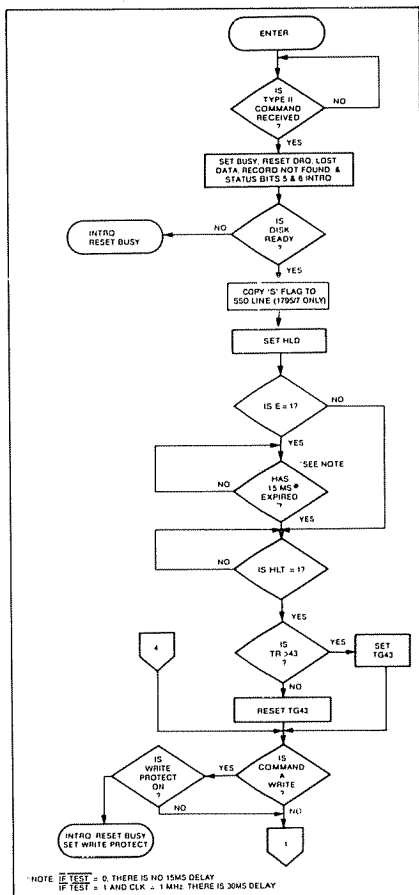 ENTER
IS
TYPE II
COMMAND
RECEIVED
?
NO
YES
SET BUSY, RESET DRQ, LOST
DATA, RECORD NOT FOUND, &
STATUS BITS 5 & 6 INTRQ
IS
DISK
READY
?
NO
INTRQ
RESET BUSY
YES
COPY 'S' FLAG TO
SSO LINE (1795/7 ONLY)
SET HLD
IS E = 1?
NO
YES
*SEE NOTE
HAS
15 MS*
EXPIRED
?
NO
YES
IS HLT = 1?
NO
YES
4
IS
TR >43
?
YES
SET
TG43
NO
RESET TG43
IS
COMMAND
A
WRITE
?
YES
IS
WRITE
PROTECT
ON
?
NO
NO
INTRQ RESET BUSY
SET WRITE PROTECT
1
*NOTE: IF TEST = 0, THERE IS NO 15MS DELAY
IF TEST = 1 AND CLK = 1 MHz, THERE IS 30MS DELAY